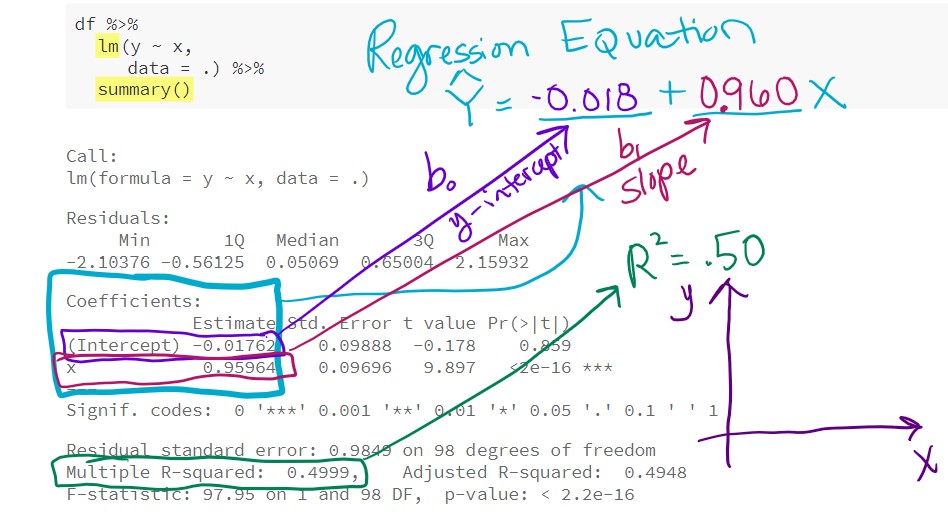 df %>%
lm(y ~ x,
data = .) %>%
summary()
Regression Equation
Ŷ = -0.018 + 0.960 X
b₀
y-intercept
b₁
slope
Call:
lm(formula = y ~ x, data = .)
Residuals:
Min 1Q Median 3Q Max
-2.10376 -0.56125 0.05069 0.65004 2.15932
R² = .50
y
Coefficients:
Estimate Std. Error t value Pr(>|t|)
(Intercept) -0.01762 0.09888 -0.178 0.859
x 0.95964 0.09696 9.897 <2e-16 ***
---
Signif. codes: 0 '***' 0.001 '**' 0.01 '*' 0.05 '.' 0.1 ' ' 1
Residual standard error: 0.9849 on 98 degrees of freedom
Multiple R-squared: 0.4999, Adjusted R-squared: 0.4948
F-statistic: 97.95 on 1 and 98 DF, p-value: < 2.2e-16
X